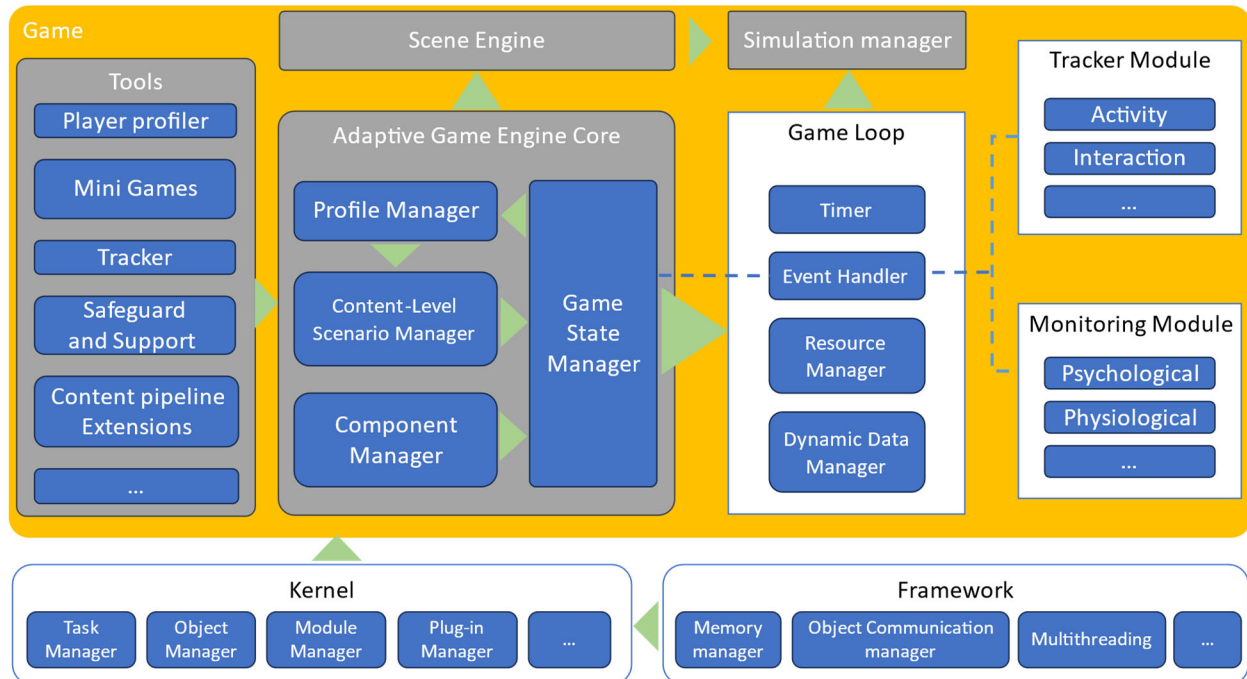 Game
Scene Engine
Simulation manager
Tools
Player profiler
Mini Games
Tracker
Safeguard
and Support
Content pipeline
Extensions
...
Adaptive Game Engine Core
Profile Manager
Content-Level
Scenario Manager
Component
Manager
Game
State
Manager
Game Loop
Timer
Event Handler
Resource
Manager
Dynamic Data
Manager
Tracker Module
Activity
Interaction
...
Monitoring Module
Psychological
Physiological
...
Kernel
Task
Manager
Object
Manager
Module
Manager
Plug-in
Manager
...
Framework
Memory
manager
Object Communication
manager
Multithreading
...